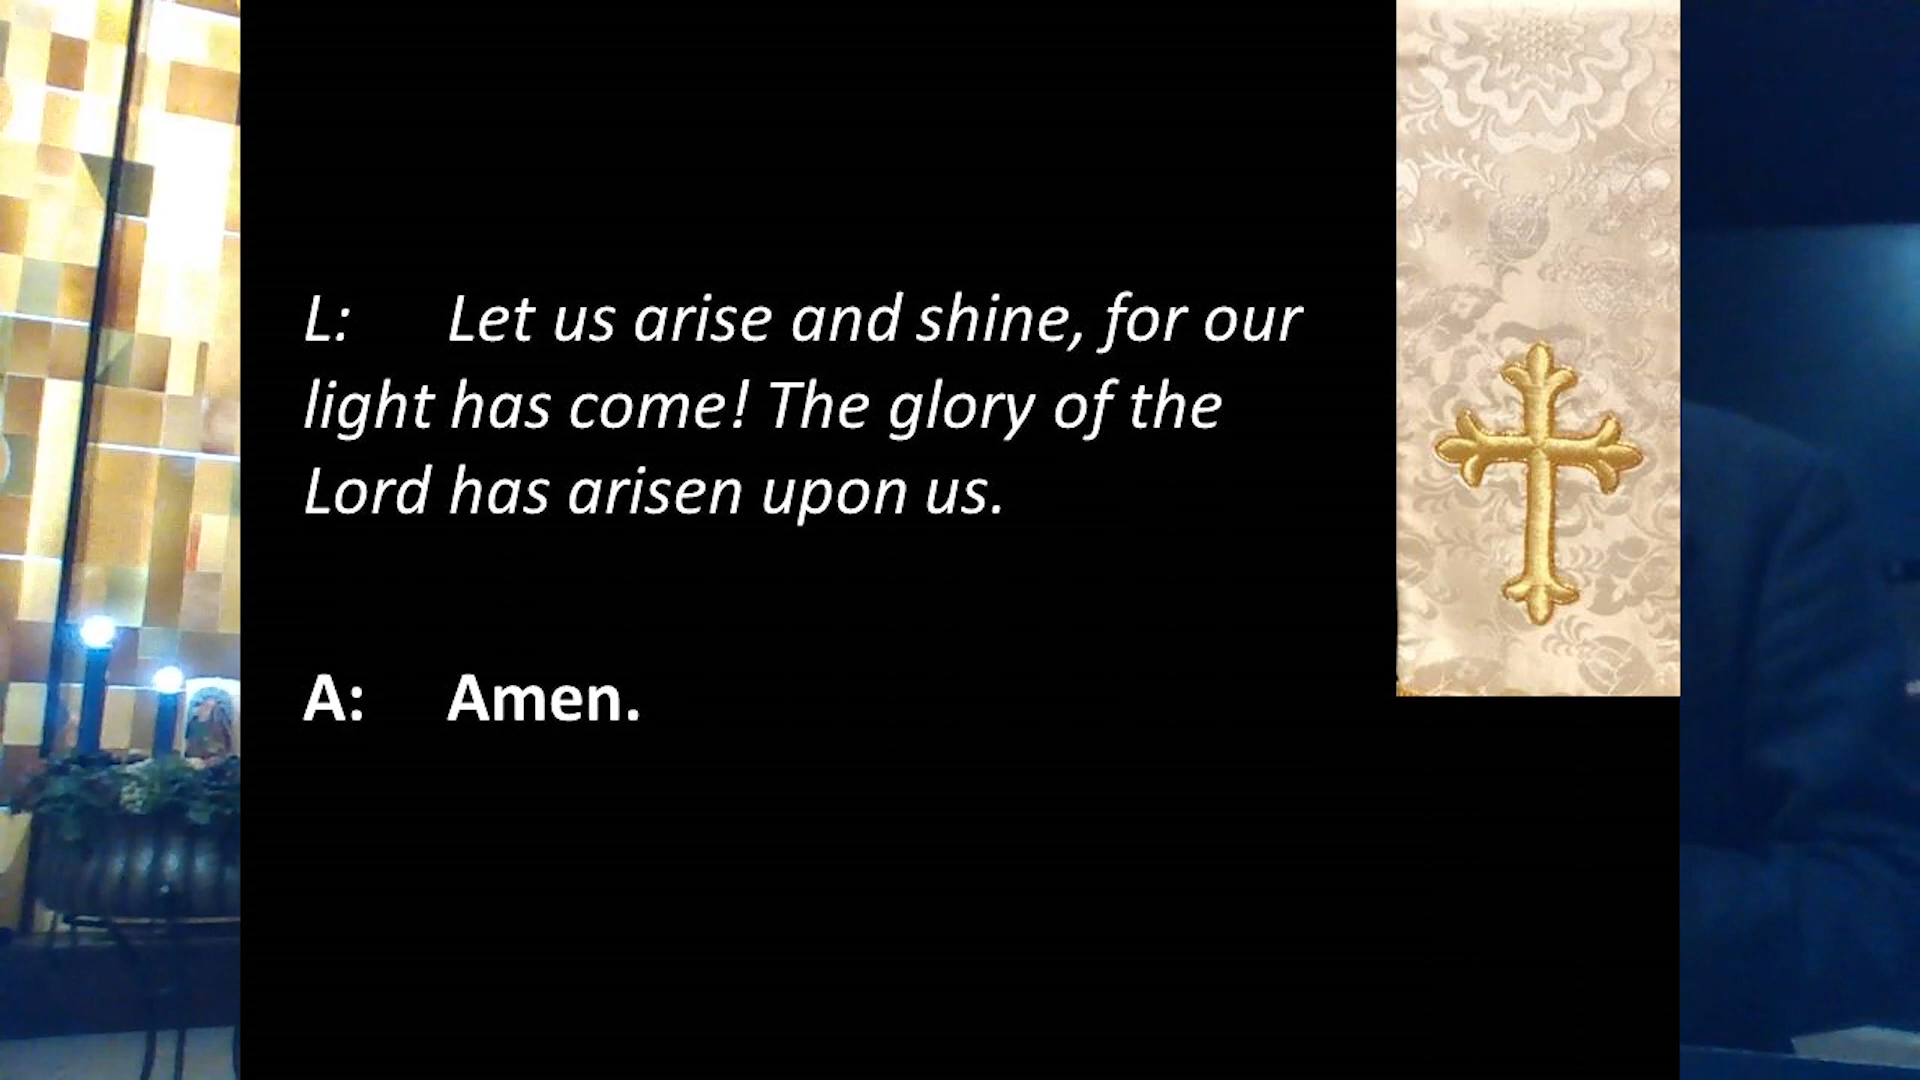 L: Let us arise and shine, for our
light has come! The glory of the
Lord has arisen upon us.
A: Amen.